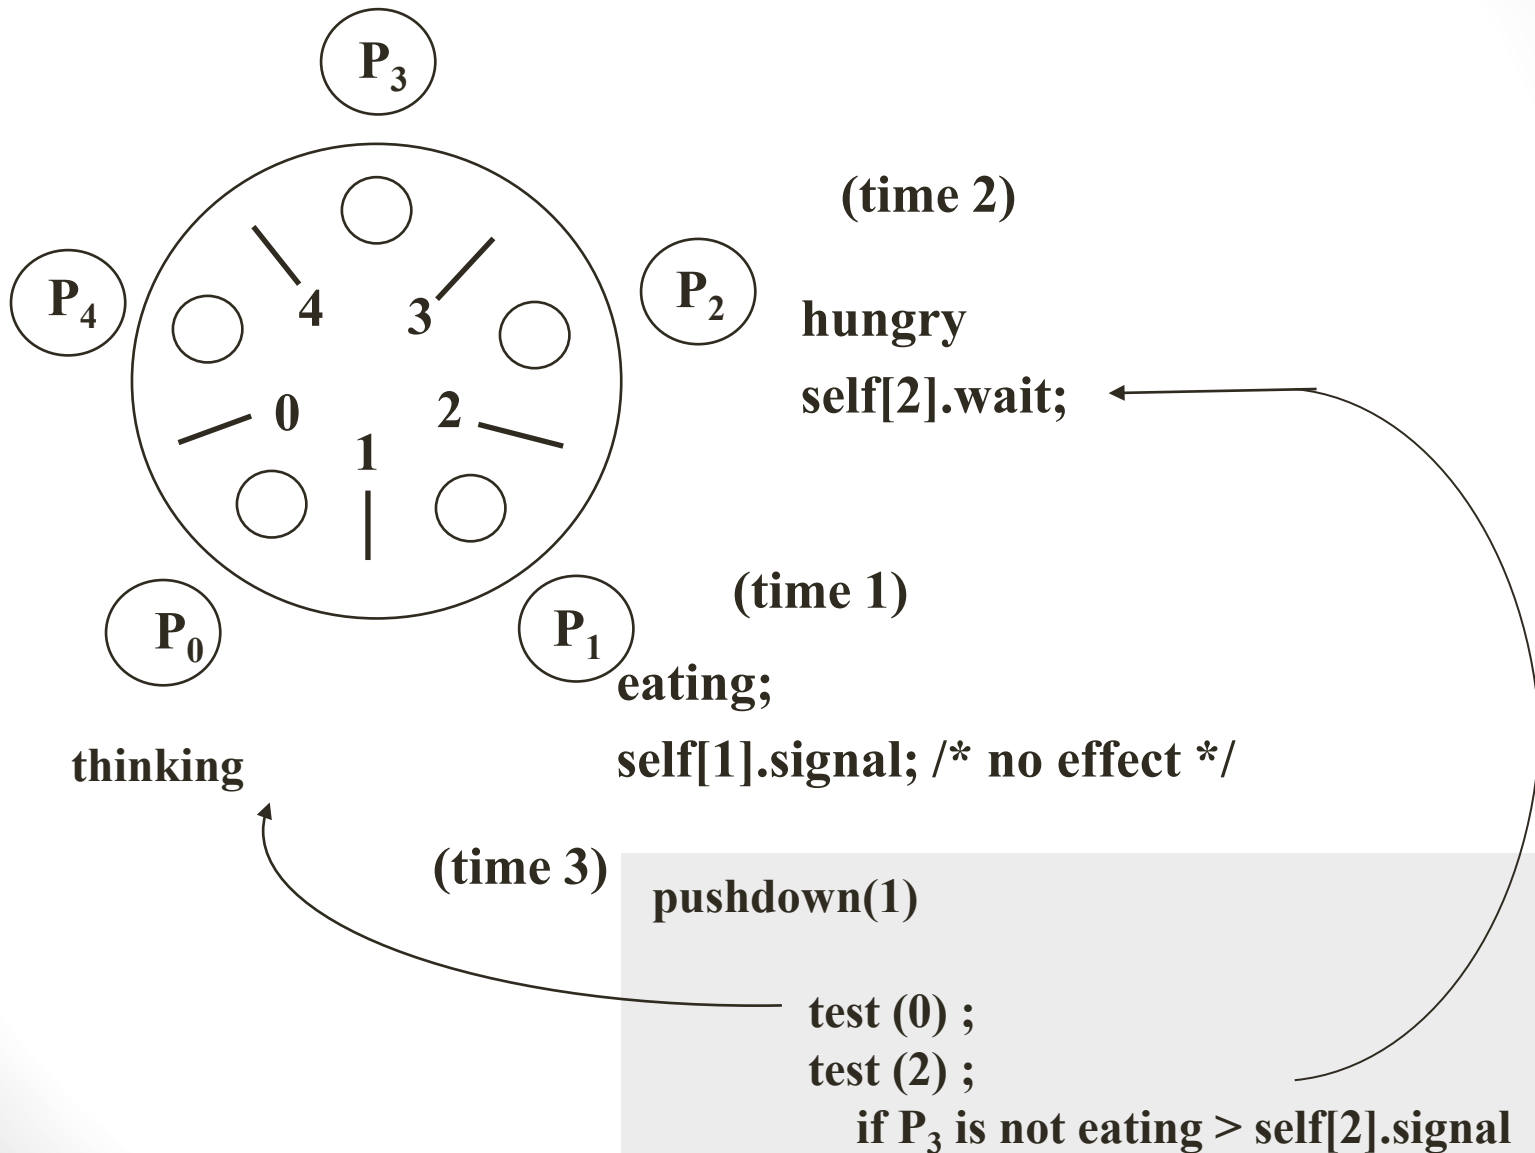 P3
(time 2)
P4
P2
4
3
hungry
0
2
self[2].wait;
1
(time 1)
P0
P1
eating;
thinking
self[1].signal; /* no effect */
(time 3)
pushdown(1)
test (0) ;
test (2) ;
if P3 is not eating > self[2].signal